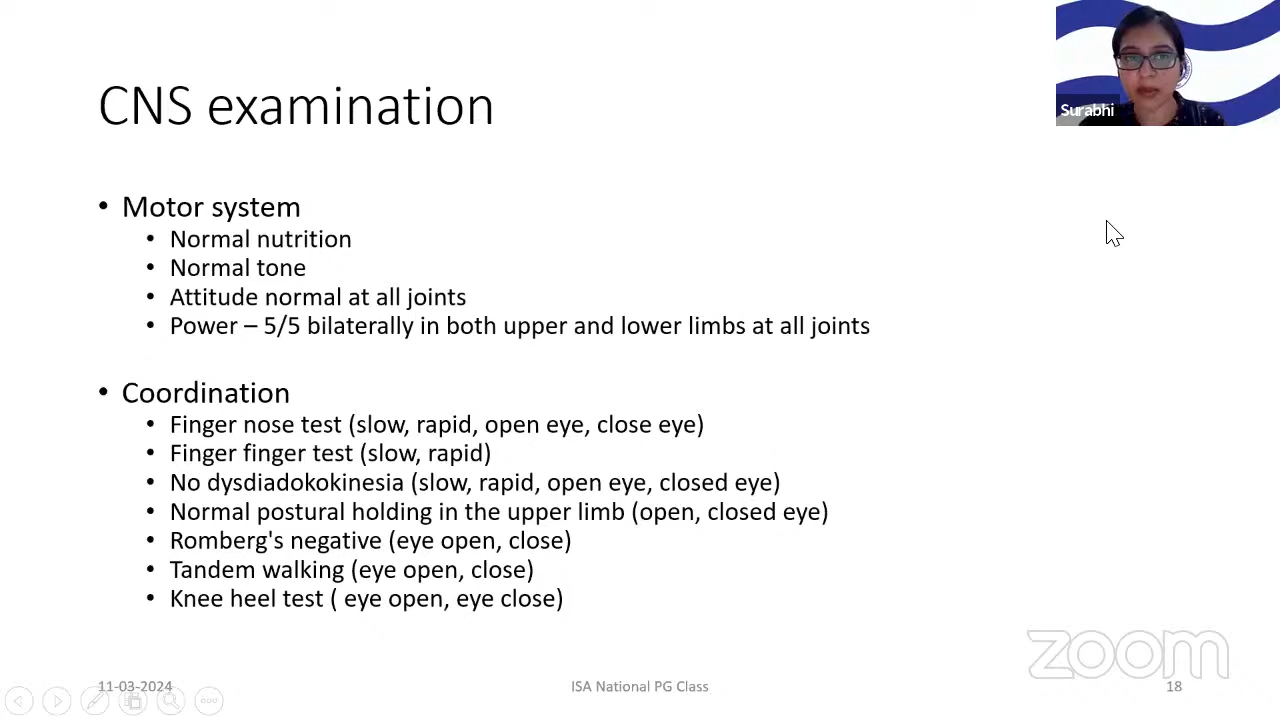 Surabhi
CNS examination
• Motor system
• Normal nutrition
• Normal tone
• Attitude normal at all joints
• Power – 5/5 bilaterally in both upper and lower limbs at all joints
• Coordination
• Finger nose test (slow, rapid, open eye, close eye)
• Finger finger test (slow, rapid)
• No dysdiadokokinesia (slow, rapid, open eye, closed eye)
• Normal postural holding in the upper limb (open, closed eye)
• Romberg's negative (eye open, close)
• Tandem walking (eye open, close)
• Knee heel test ( eye open, eye close)
zoom
11-03-2024
ISA National PG Class
18